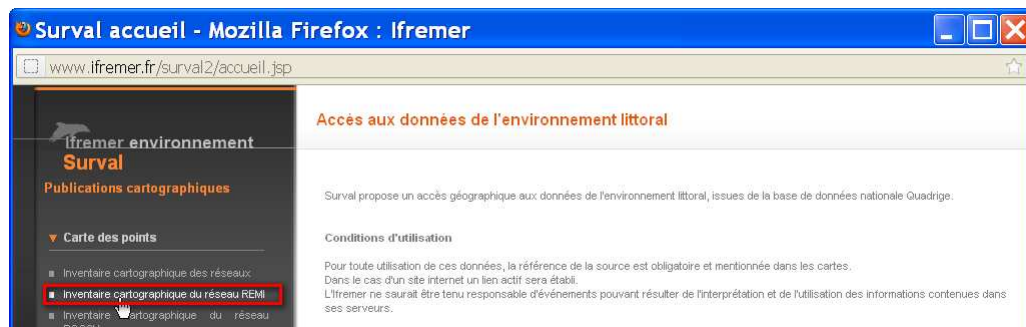 Surval accueil - Mozilla Firefox : Ifremer
www.ifremer.fr/surval2/accueil.jsp
Ifremer environnement
Surval
Publications cartographiques
Carte des points
Inventaire cartographique des réseaux
Inventaire cartographique du réseau REMI
Inventaire cartographique du réseau
Accès aux données de l'environnement littoral
Surval propose un accès géographique aux données de l'environnement littoral, issues de la base de données nationale Quadrige.
Conditions d'utilisation
Pour toute utilisation de ces données, la référence de la source est obligatoire et mentionnée dans les cartes.
Dans le cas d'un site internet un lien actif sera établi.
L'Ifremer ne saurait être tenu responsable d'événements pouvant résulter de l'interprétation et de l'utilisation des informations contenues dans
ses serveurs.